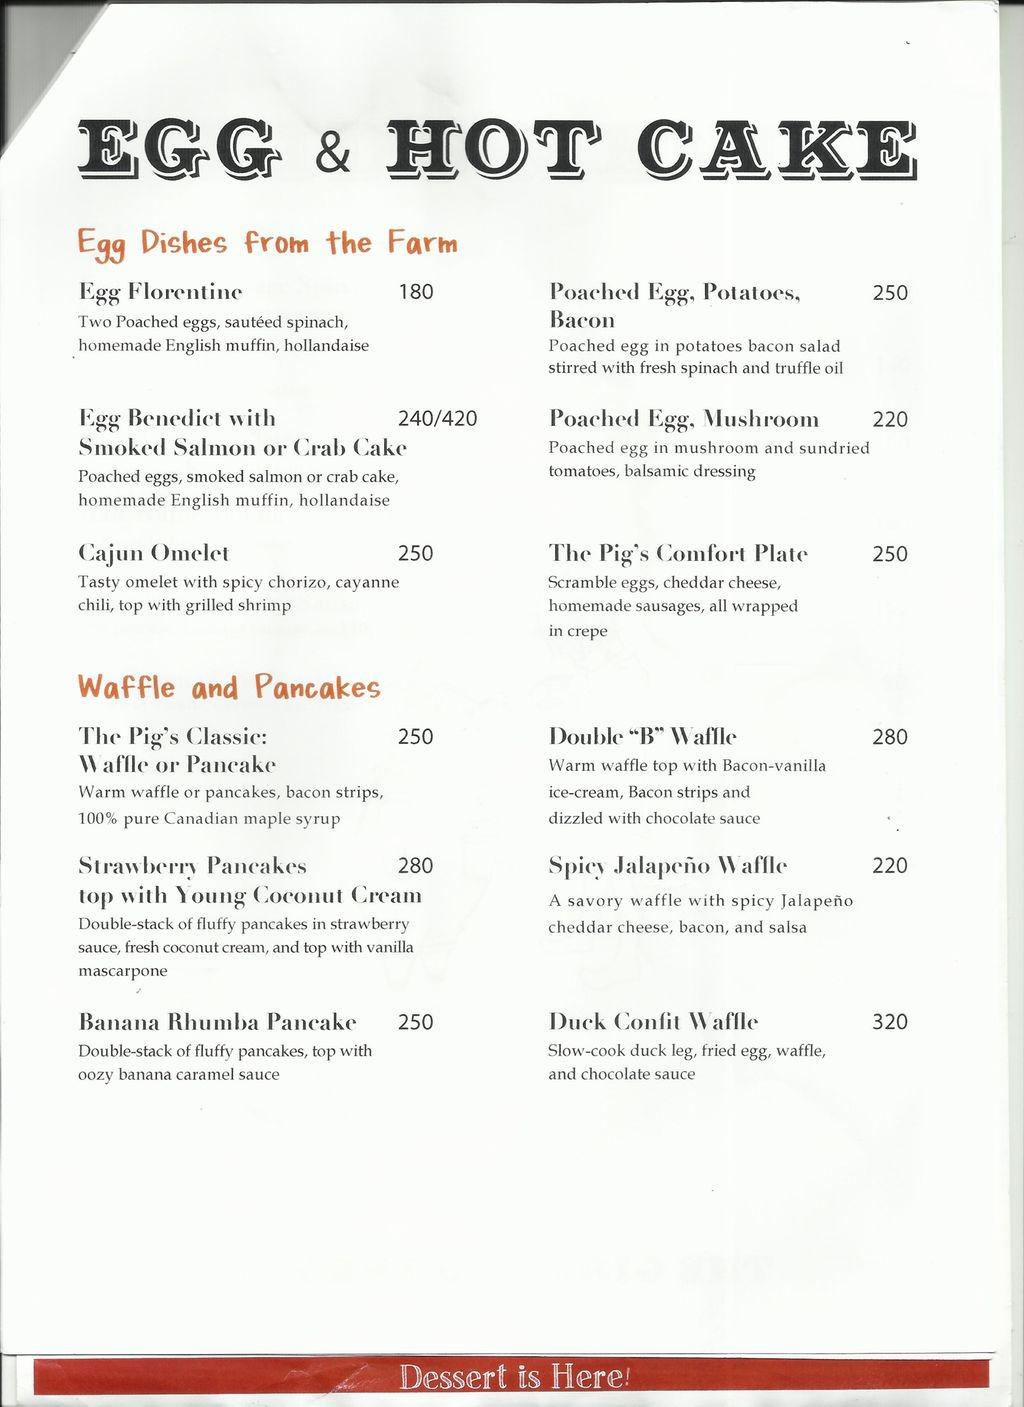 EGG & HOT CAKE
Egg Dishes from the Farm
Egg Florentine 180
Two Poached eggs, sautéed spinach,
homemade English muffin, hollandaise
Poached Egg, Potatoes, 250
Bacon
Poached egg in potatoes bacon salad
stirred with fresh spinach and truffle oil
Egg Benedict with 240/420
Smoked Salmon or Crab Cake
Poached eggs, smoked salmon or crab cake,
homemade English muffin, hollandaise
Poached Egg, Mushroom 220
Poached egg in mushroom and sundried
tomatoes, balsamic dressing
Cajun Omelet 250
Tasty omelet with spicy chorizo, cayanne
chili, top with grilled shrimp
The Pig's Comfort Plate 250
Scramble eggs, cheddar cheese,
homemade sausages, all wrapped
in crepe
Waffle and Pancakes
The Pig's Classic: 250
Waffle or Pancake
Warm waffle or pancakes, bacon strips,
100% pure Canadian maple syrup
Double “B” Waffle 280
Warm waffle top with Bacon-vanilla
ice-cream, Bacon strips and
dizzled with chocolate sauce
Strawberry Pancakes 280
top with Young Coconut Cream
Double-stack of fluffy pancakes in strawberry
sauce, fresh coconut cream, and top with vanilla
mascarpone
Spicy Jalapeño Waffle 220
A savory waffle with spicy Jalapeño
cheddar cheese, bacon, and salsa
Banana Rhumba Pancake 250
Double-stack of fluffy pancakes, top with
oozy banana caramel sauce
Duck Confit Waffle 320
Slow-cook duck leg, fried egg, waffle,
and chocolate sauce
Dessert is Here!